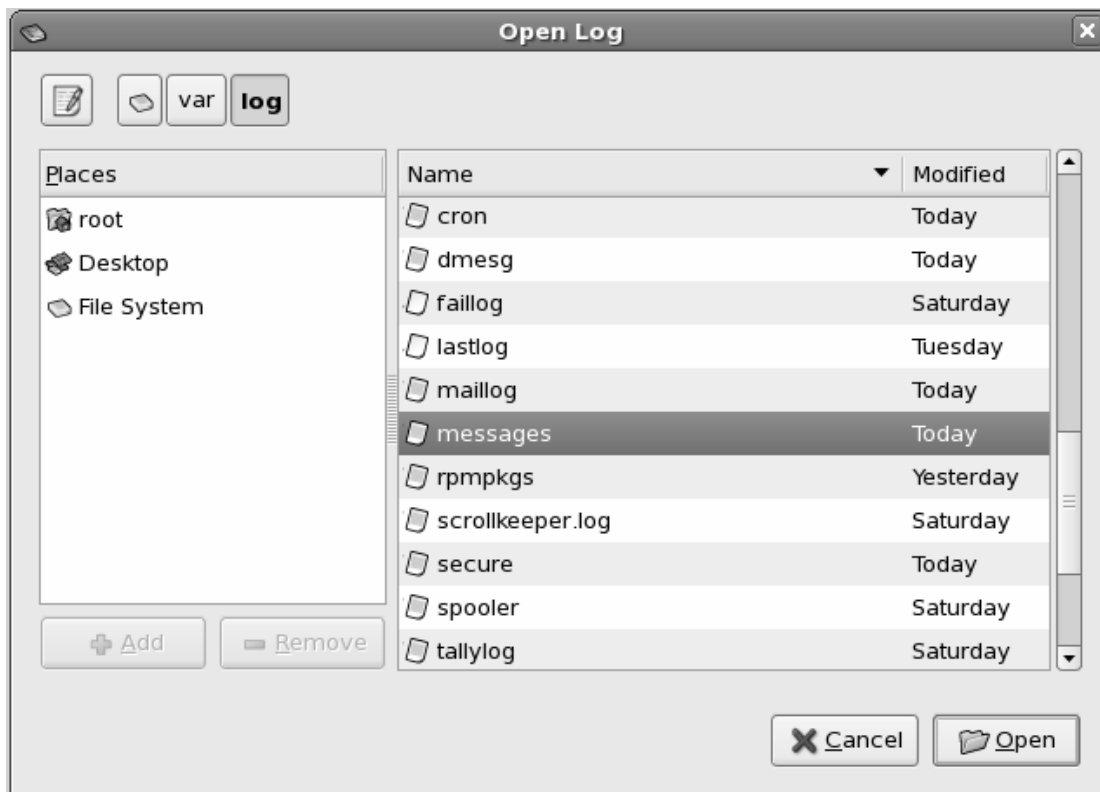 Open Log
var log
Places
root
Desktop
File System
Add Remove
Name Modified
cron Today
dmesg Today
faillog Saturday
lastlog Tuesday
maillog Today
messages Today
rpmpkgs Yesterday
scrollkeeper.log Saturday
secure Today
spooler Saturday
tallylog Saturday
Cancel Open